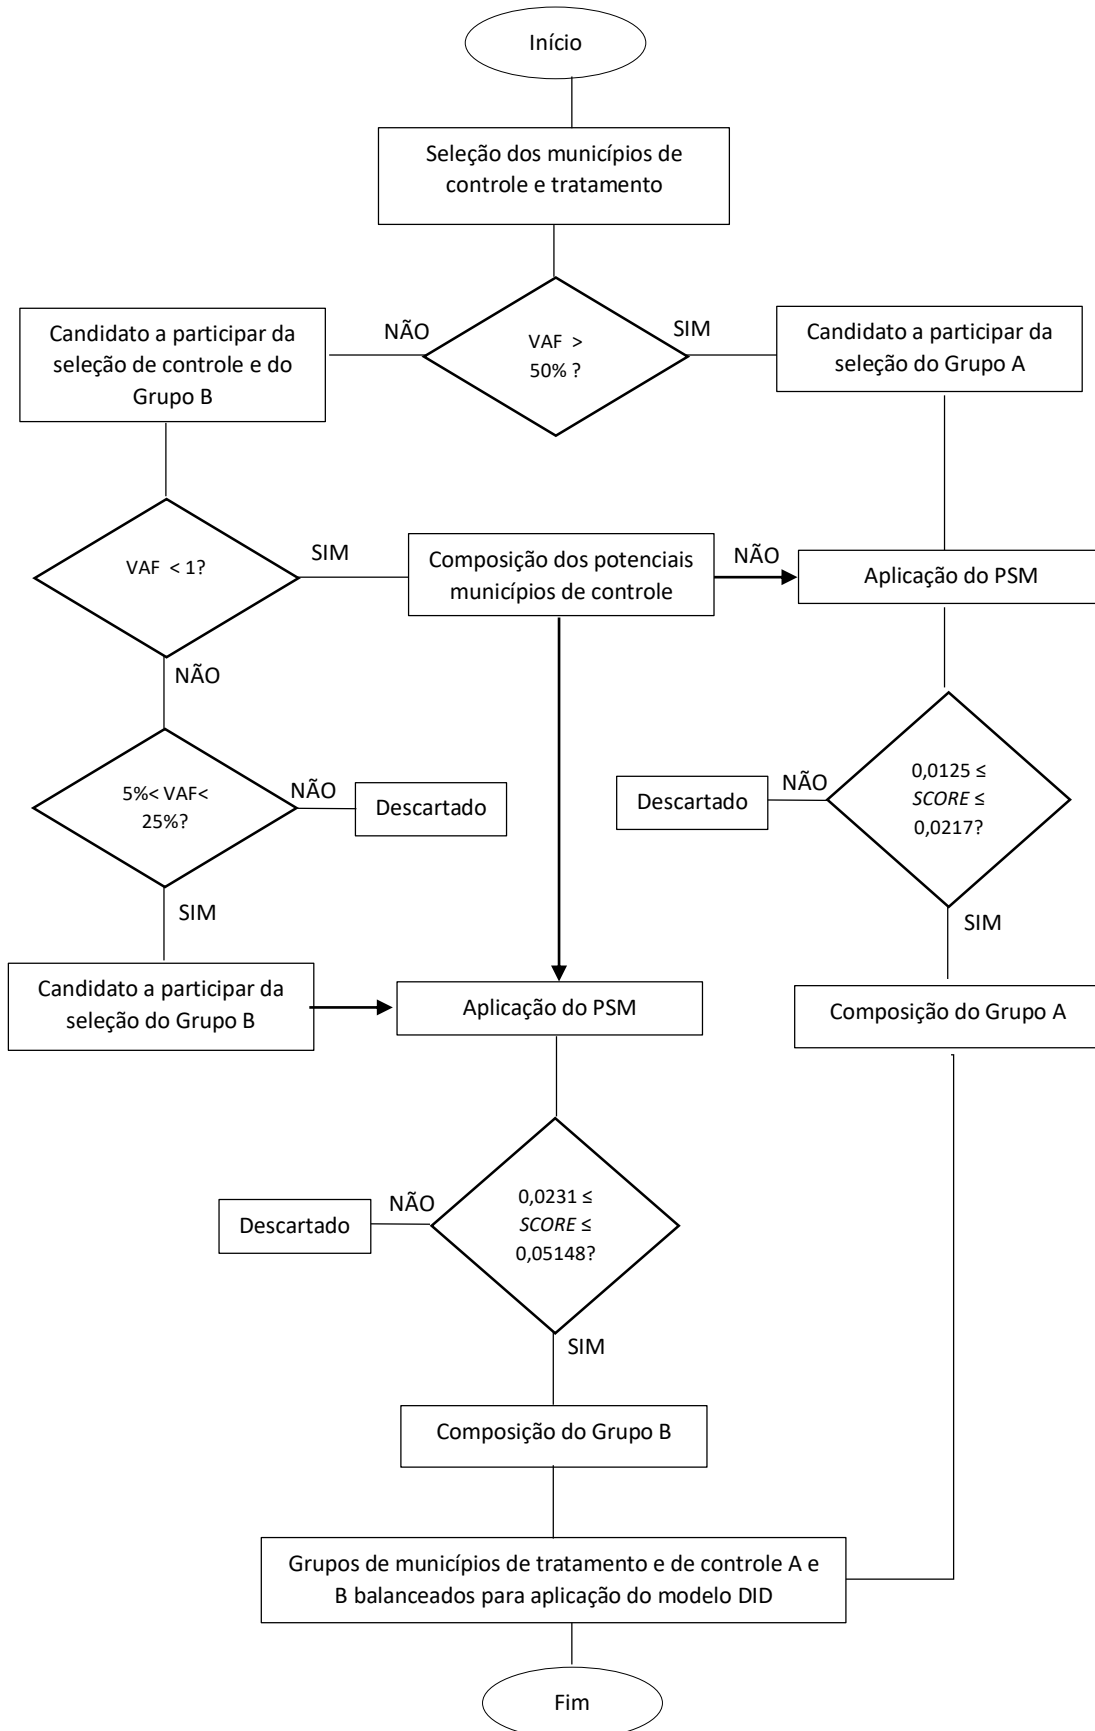 Início
Seleção dos municípios de
controle e tratamento
NÃO
VAF >
50% ?
SIM
Candidato a participar da
seleção de controle e do
Grupo B
Candidato a participar da
seleção do Grupo A
VAF < 1?
SIM
Composição dos potenciais
municípios de controle
NÃO
Aplicação do PSM
NÃO
5%< VAF<
25%?
NÃO
Descartado
Descartado
NÃO
0,0125 ≤
SCORE ≤
0,0217?
SIM
SIM
Candidato a participar da
seleção do Grupo B
Aplicação do PSM
Composição do Grupo A
Descartado
NÃO
0,0231 ≤
SCORE ≤
0,05148?
SIM
Composição do Grupo B
Grupos de municípios de tratamento e de controle A e
B balanceados para aplicação do modelo DID
Fim